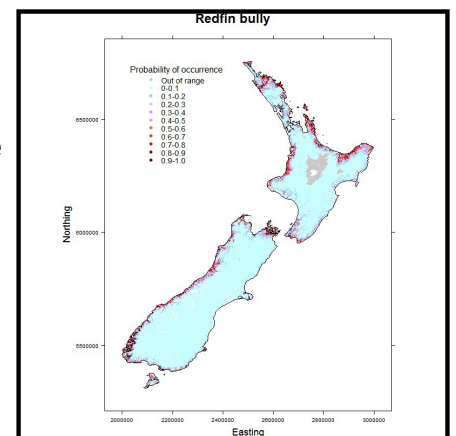 Redfin bully
Probability of occurrence
Out of range
0-0.1
0.1-0.2
0.2-0.3
0.3-0.4
0.4-0.5
0.5-0.6
0.6-0.7
0.7-0.8
0.8-0.9
0.9-1.0
Northing
6500000
6000000
5500000
2000000 2200000 2400000 2600000 2800000 3000000
Easting